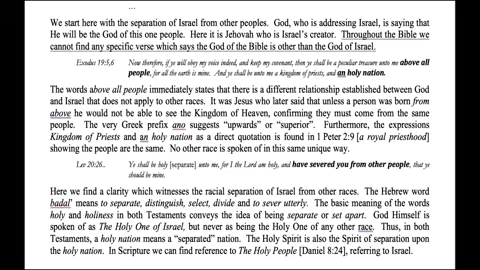 ...
We start here with the separation of Israel from other peoples. God, who is addressing Israel, is saying that
He will be the God of this one people. Here it is Jehovah who is Israel's creator. Throughout the Bible we
cannot find any specific verse which says the God of the Bible is other than the God of Israel.
Exodus 19:5,6 Now therefore, if ye will obey my voice indeed, and keep my covenant, then ye shall be a peculiar treasure unto me above all
people, for all the earth is mine. And ye shall be unto me a kingdom of priests, and an holy nation.
The words above all people immediately states that there is a different relationship established between God
and Israel that does not apply to other races. It was Jesus who later said that unless a person was born from
above he would not be able to see the Kingdom of Heaven, confirming they must come from the same
people. The very Greek prefix ano suggests "upwards" or "superior". Furthermore, the expressions
Kingdom of Priests and an holy nation as a direct quotation is found in 1 Peter 2:9 [a royal priesthood]
showing the people are the same. No other race is spoken of in this same unique way.
Lev 20:26.. Ye shall be holy [separate] unto me, for I the Lord am holy, and have severed you from other people, that ye
should be mine.
Here we find a clarity which witnesses the racial separation of Israel from other races. The Hebrew word
badal' means to separate, distinguish, select, divide and to sever utterly. The basic meaning of the words
holy and holiness in both Testaments conveys the idea of being separate or set apart. God Himself is
spoken of as The Holy One of Israel, but never as being the Holy One of any other race. Thus, in both
Testaments, a holy nation means a "separated" nation. The Holy Spirit is also the Spirit of separation upon
the holy nation. In Scripture we can find reference to The Holy People [Daniel 8:24], referring to Israel.